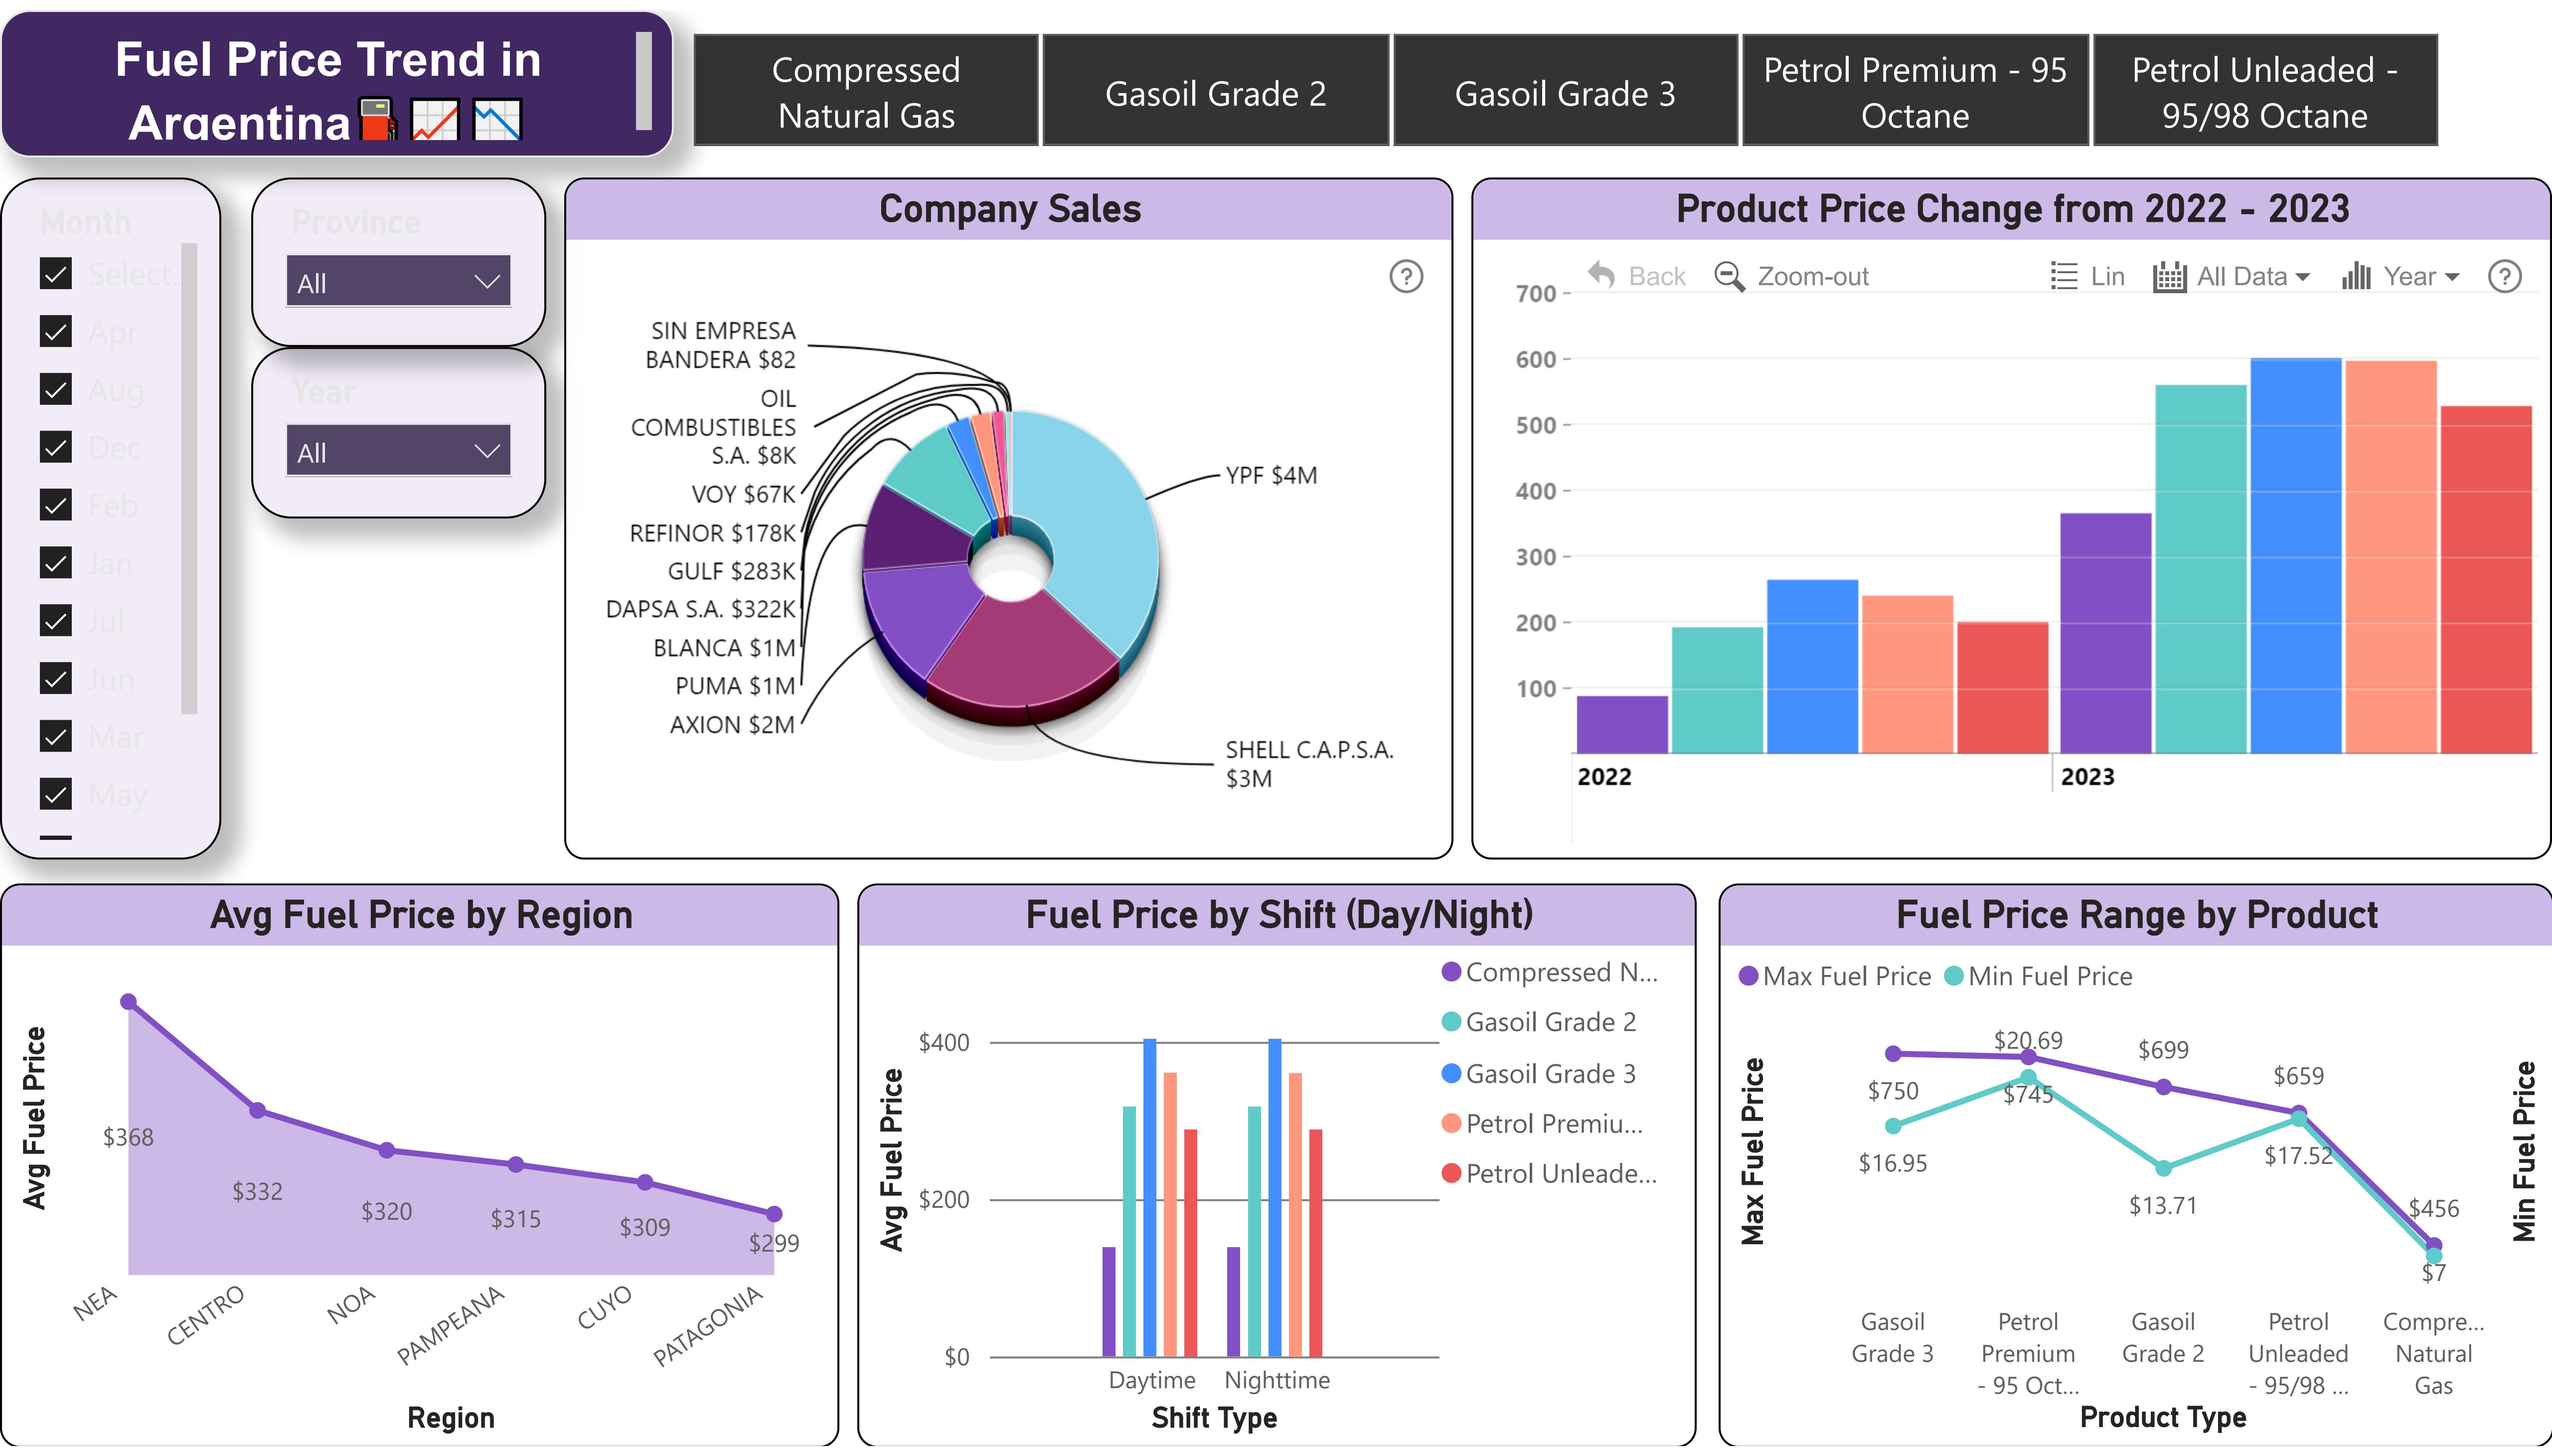 Fuel Price Trend in
Argentina
Compressed
Natural Gas
Gasoil Grade 2
Gasoil Grade 3
Petrol Premium - 95
Octane
Petrol Unleaded -
95/98 Octane
Month
Select...
Apr
Aug
Dec
Feb
Jan
Jul
Jun
Mar
May
Province
All
Year
All
Company Sales
?
SIN EMPRESA
BANDERA $82
OIL
COMBUSTIBLES
S.A. $8K
VOY $67K
REFINOR $178K
GULF $283K
DAPSA S.A. $322K
BLANCA $1M
PUMA $1M
AXION $2M
YPF $4M
SHELL C.A.P.S.A.
$3M
Product Price Change from 2022 - 2023
Back
Zoom-out
Lin
All Data
Year
?
700
600
500
400
300
200
100
2022
2023
Avg Fuel Price by Region
Avg Fuel Price
$368
$332
$320
$315
$309
$299
NEA
CENTRO
NOA
PAMPEANA
CUYO
PATAGONIA
Region
Fuel Price by Shift (Day/Night)
Compressed N...
Gasoil Grade 2
Gasoil Grade 3
Petrol Premiu...
Petrol Unleade...
Avg Fuel Price
$400
$200
$0
Daytime
Nighttime
Shift Type
Fuel Price Range by Product
Max Fuel Price
Min Fuel Price
Max Fuel Price
Min Fuel Price
$750
$20.69
$745
$699
$659
$16.95
$13.71
$17.52
$456
$7
Gasoil
Grade 3
Petrol
Premium
- 95 Oct...
Gasoil
Grade 2
Petrol
Unleaded
- 95/98 ...
Compre...
Natural
Gas
Product Type